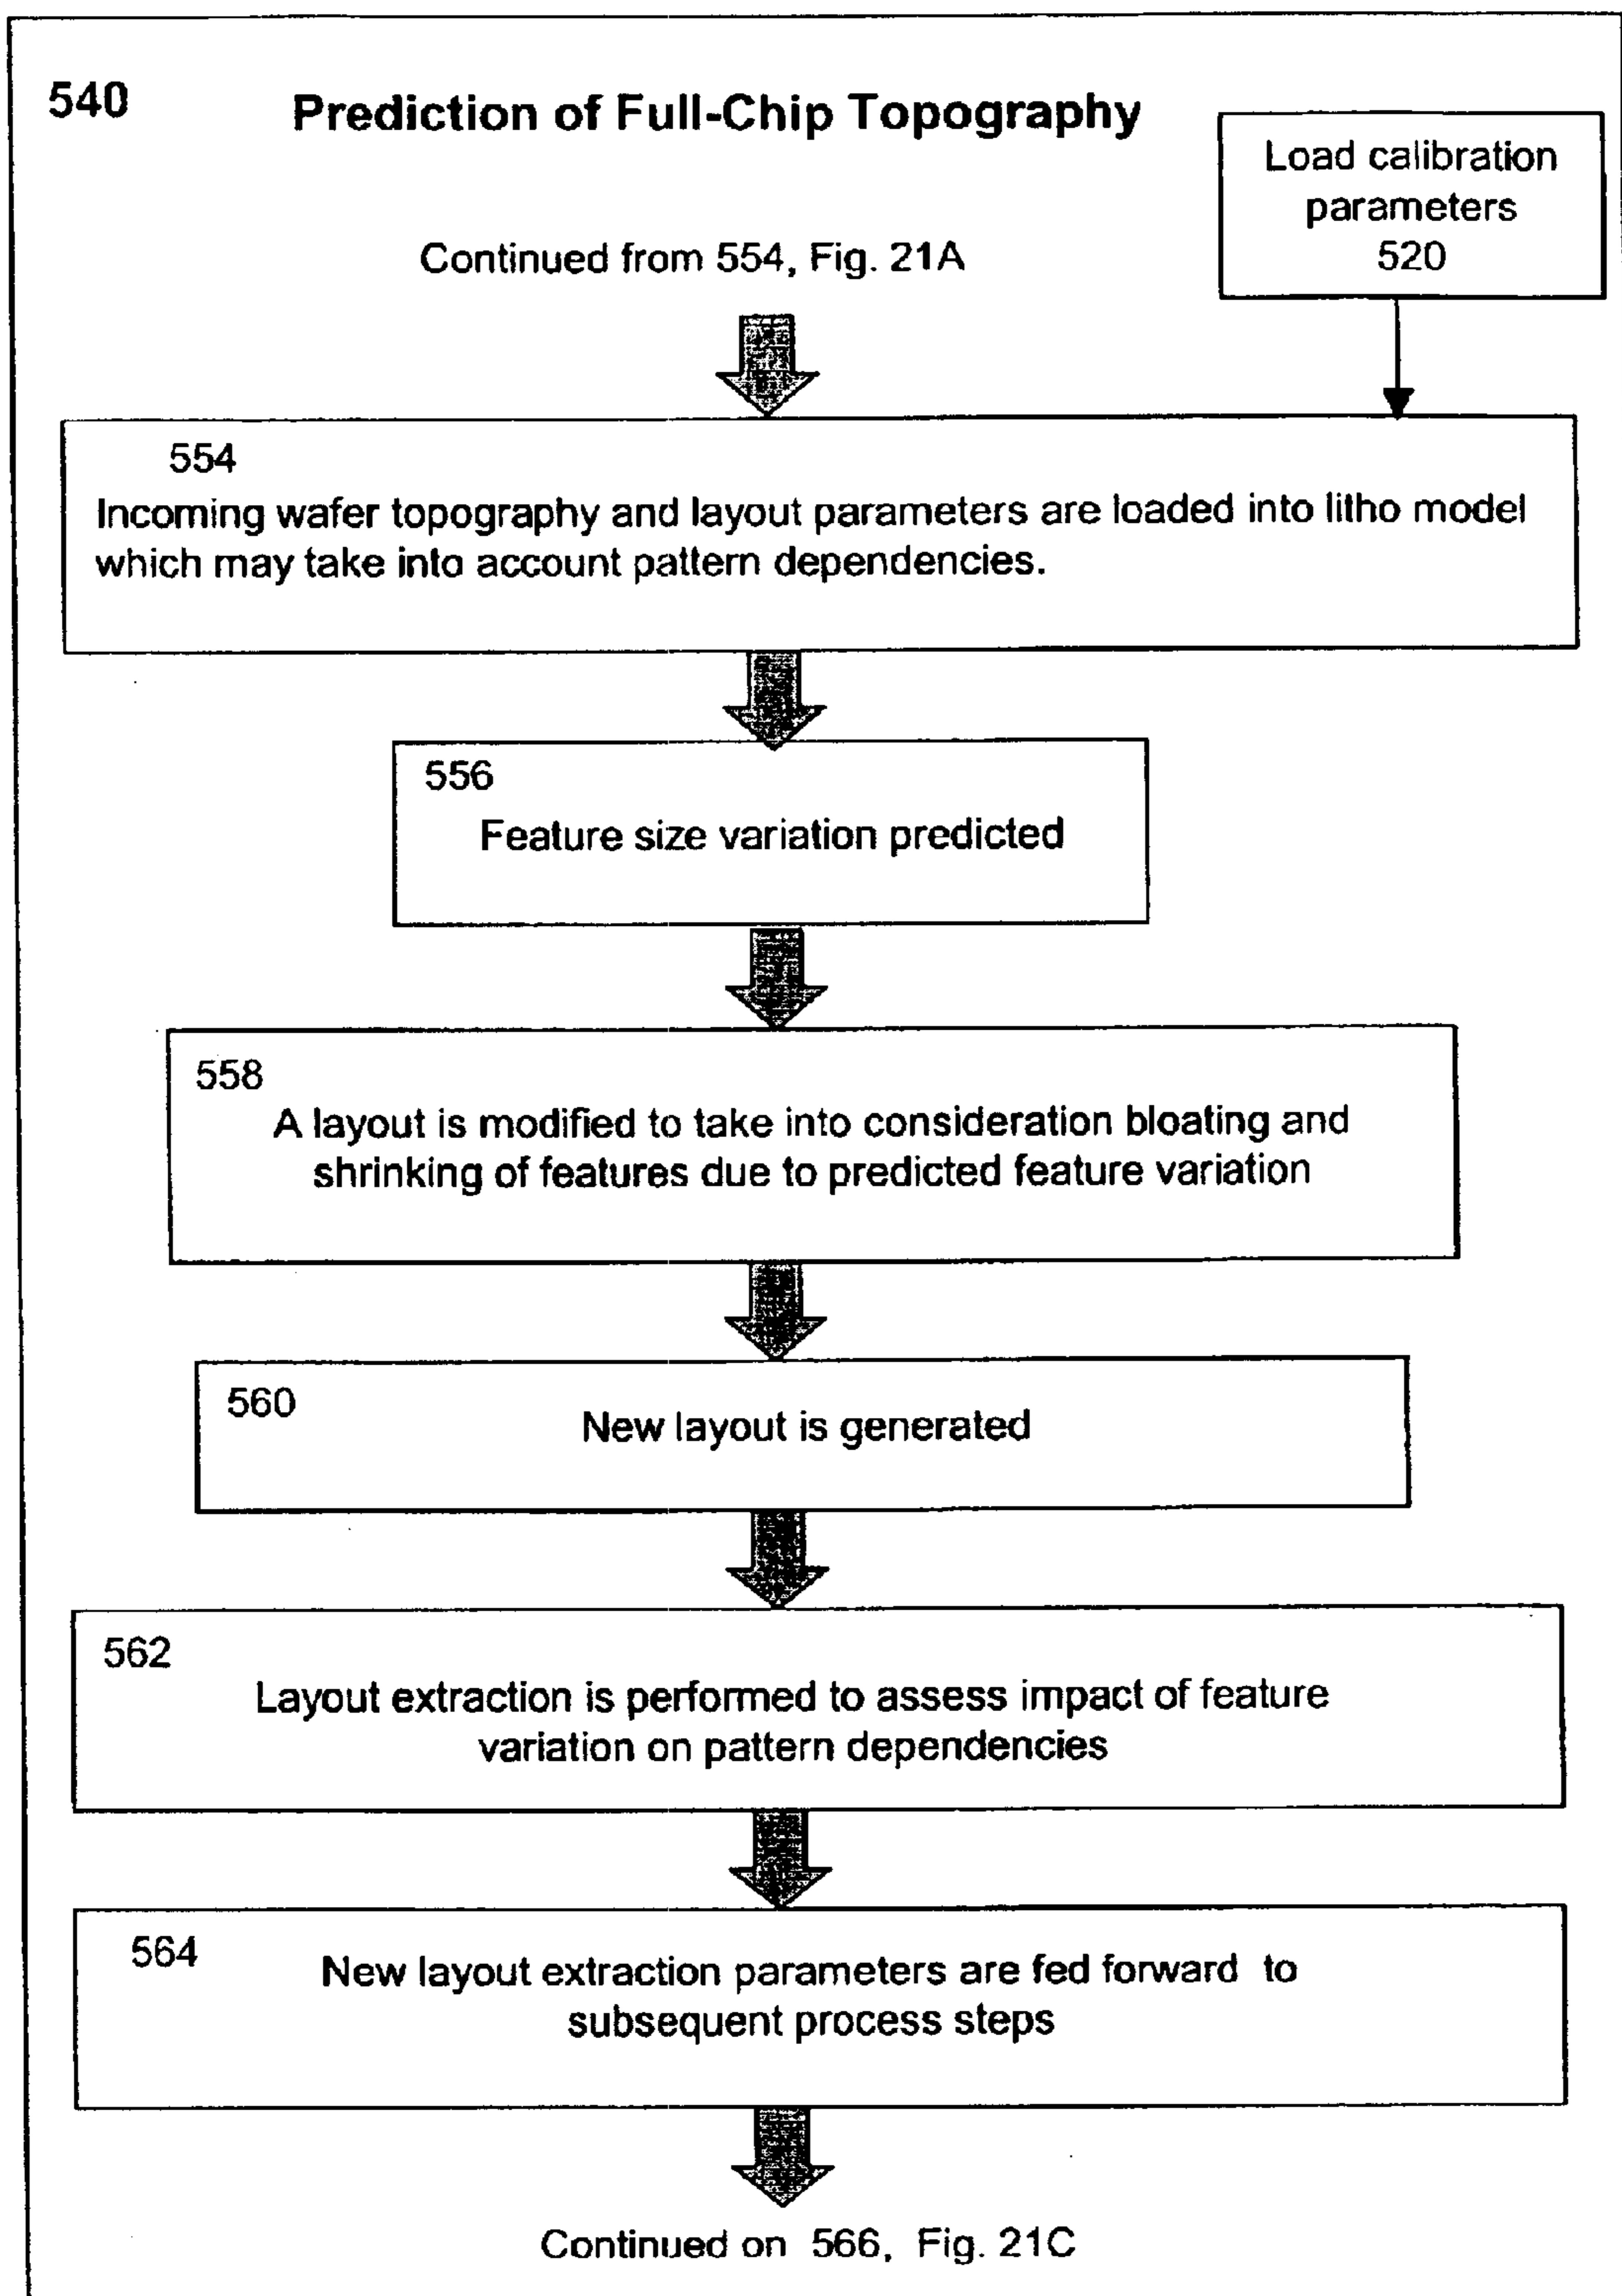 540
Prediction of Full-Chip Topography
Load calibration
parameters
520
Continued from 554, Fig. 21A
554
Incoming wafer topography and layout parameters are loaded into litho model
which may take into account pattern dependencies.
556
Feature size variation predicted
558
A layout is modified to take into consideration bloating and
shrinking of features due to predicted feature variation
560
New layout is generated
562
Layout extraction is performed to assess impact of feature
variation on pattern dependencies
564
New layout extraction parameters are fed forward to
subsequent process steps
Continued on 566, Fig. 21C